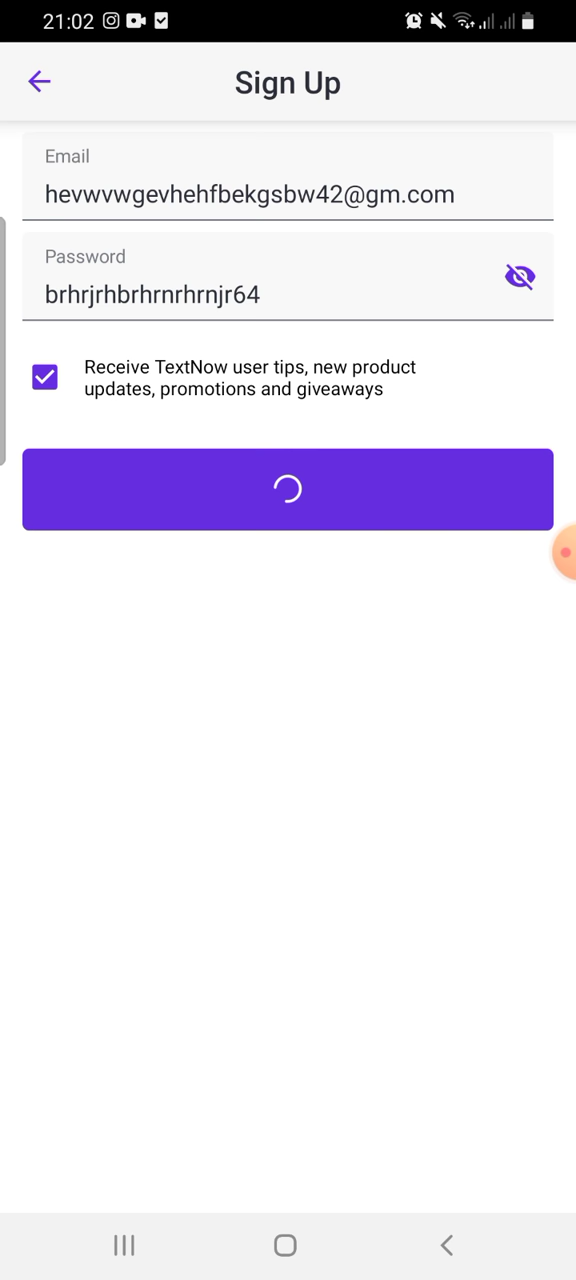 21:02
Sign Up
Email
hevwvwgevhehfbekgsbw42@gm.com
Password
brhrjrhbrhrnrhrnjr64
Receive TextNow user tips, new product
updates, promotions and giveaways